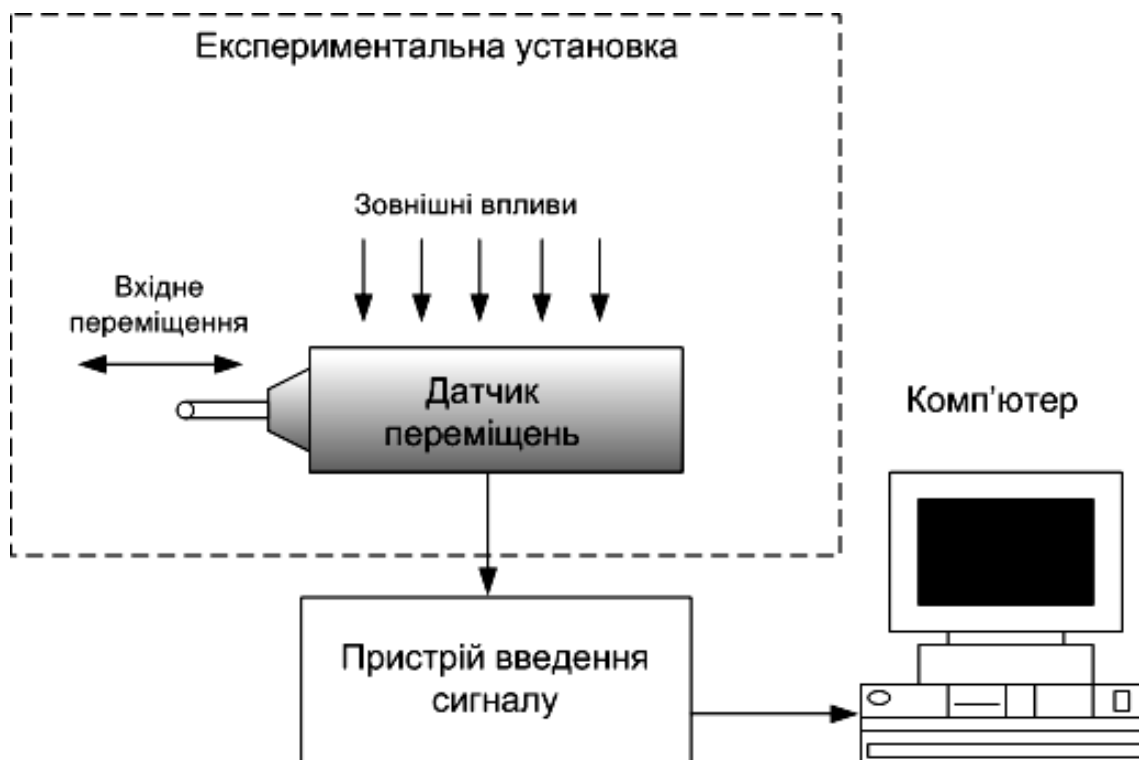 Експериментальна установка
Зовнішні впливи
Вхідне
переміщення
Датчик
переміщень
Комп’ютер
Пристрій введення
сигналу